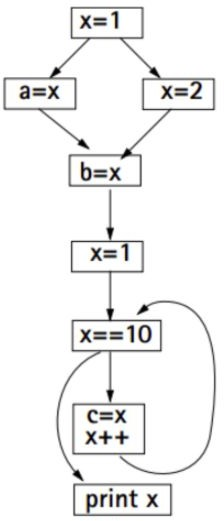 x=1
a=x
x=2
b=x
x=1
x==10
c=x
x++
print x